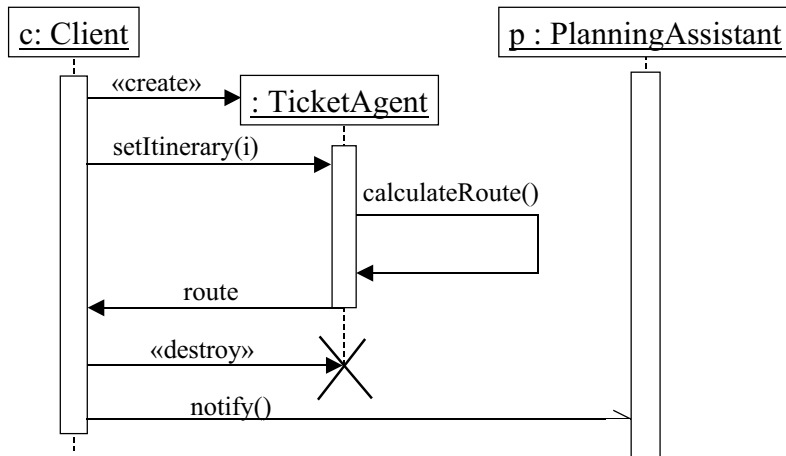 c: Client
p : PlanningAssistant
«create»
: TicketAgent
setItinerary(i)
calculateRoute()
route
«destroy»
notify()